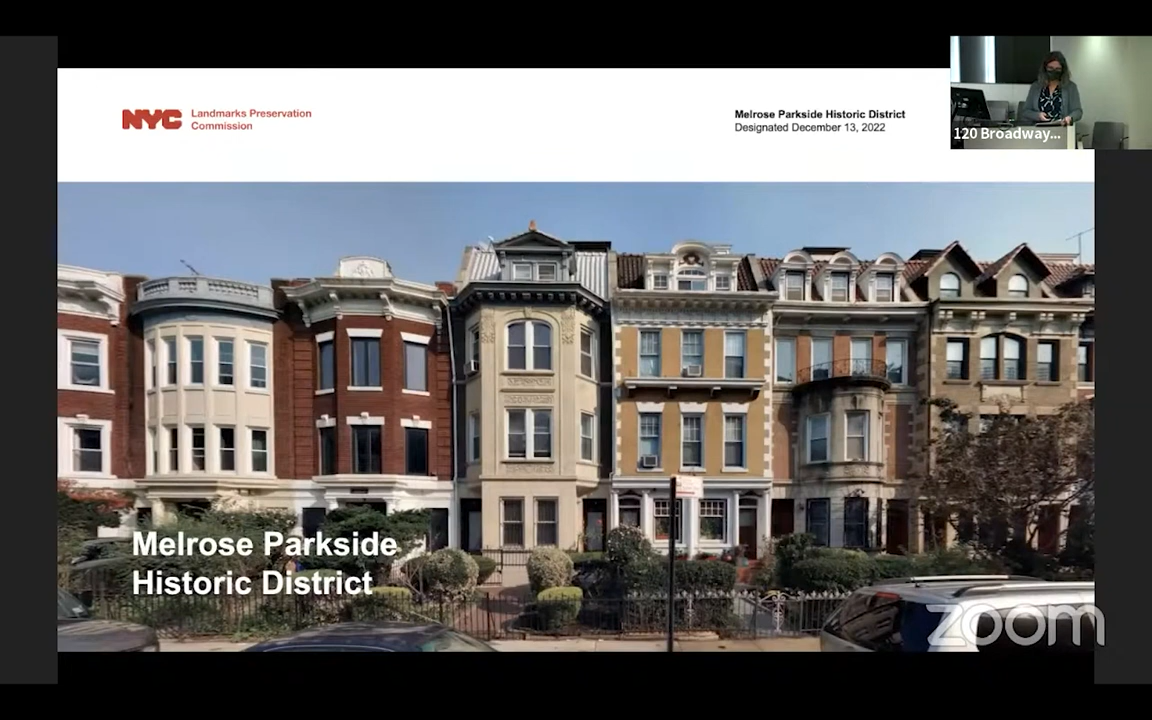 NYC
Landmarks Preservation
Commission
Melrose Parkside Historic District
Designated December 13, 2022
120 Broadway...
Melrose Parkside
Historic District
zoom